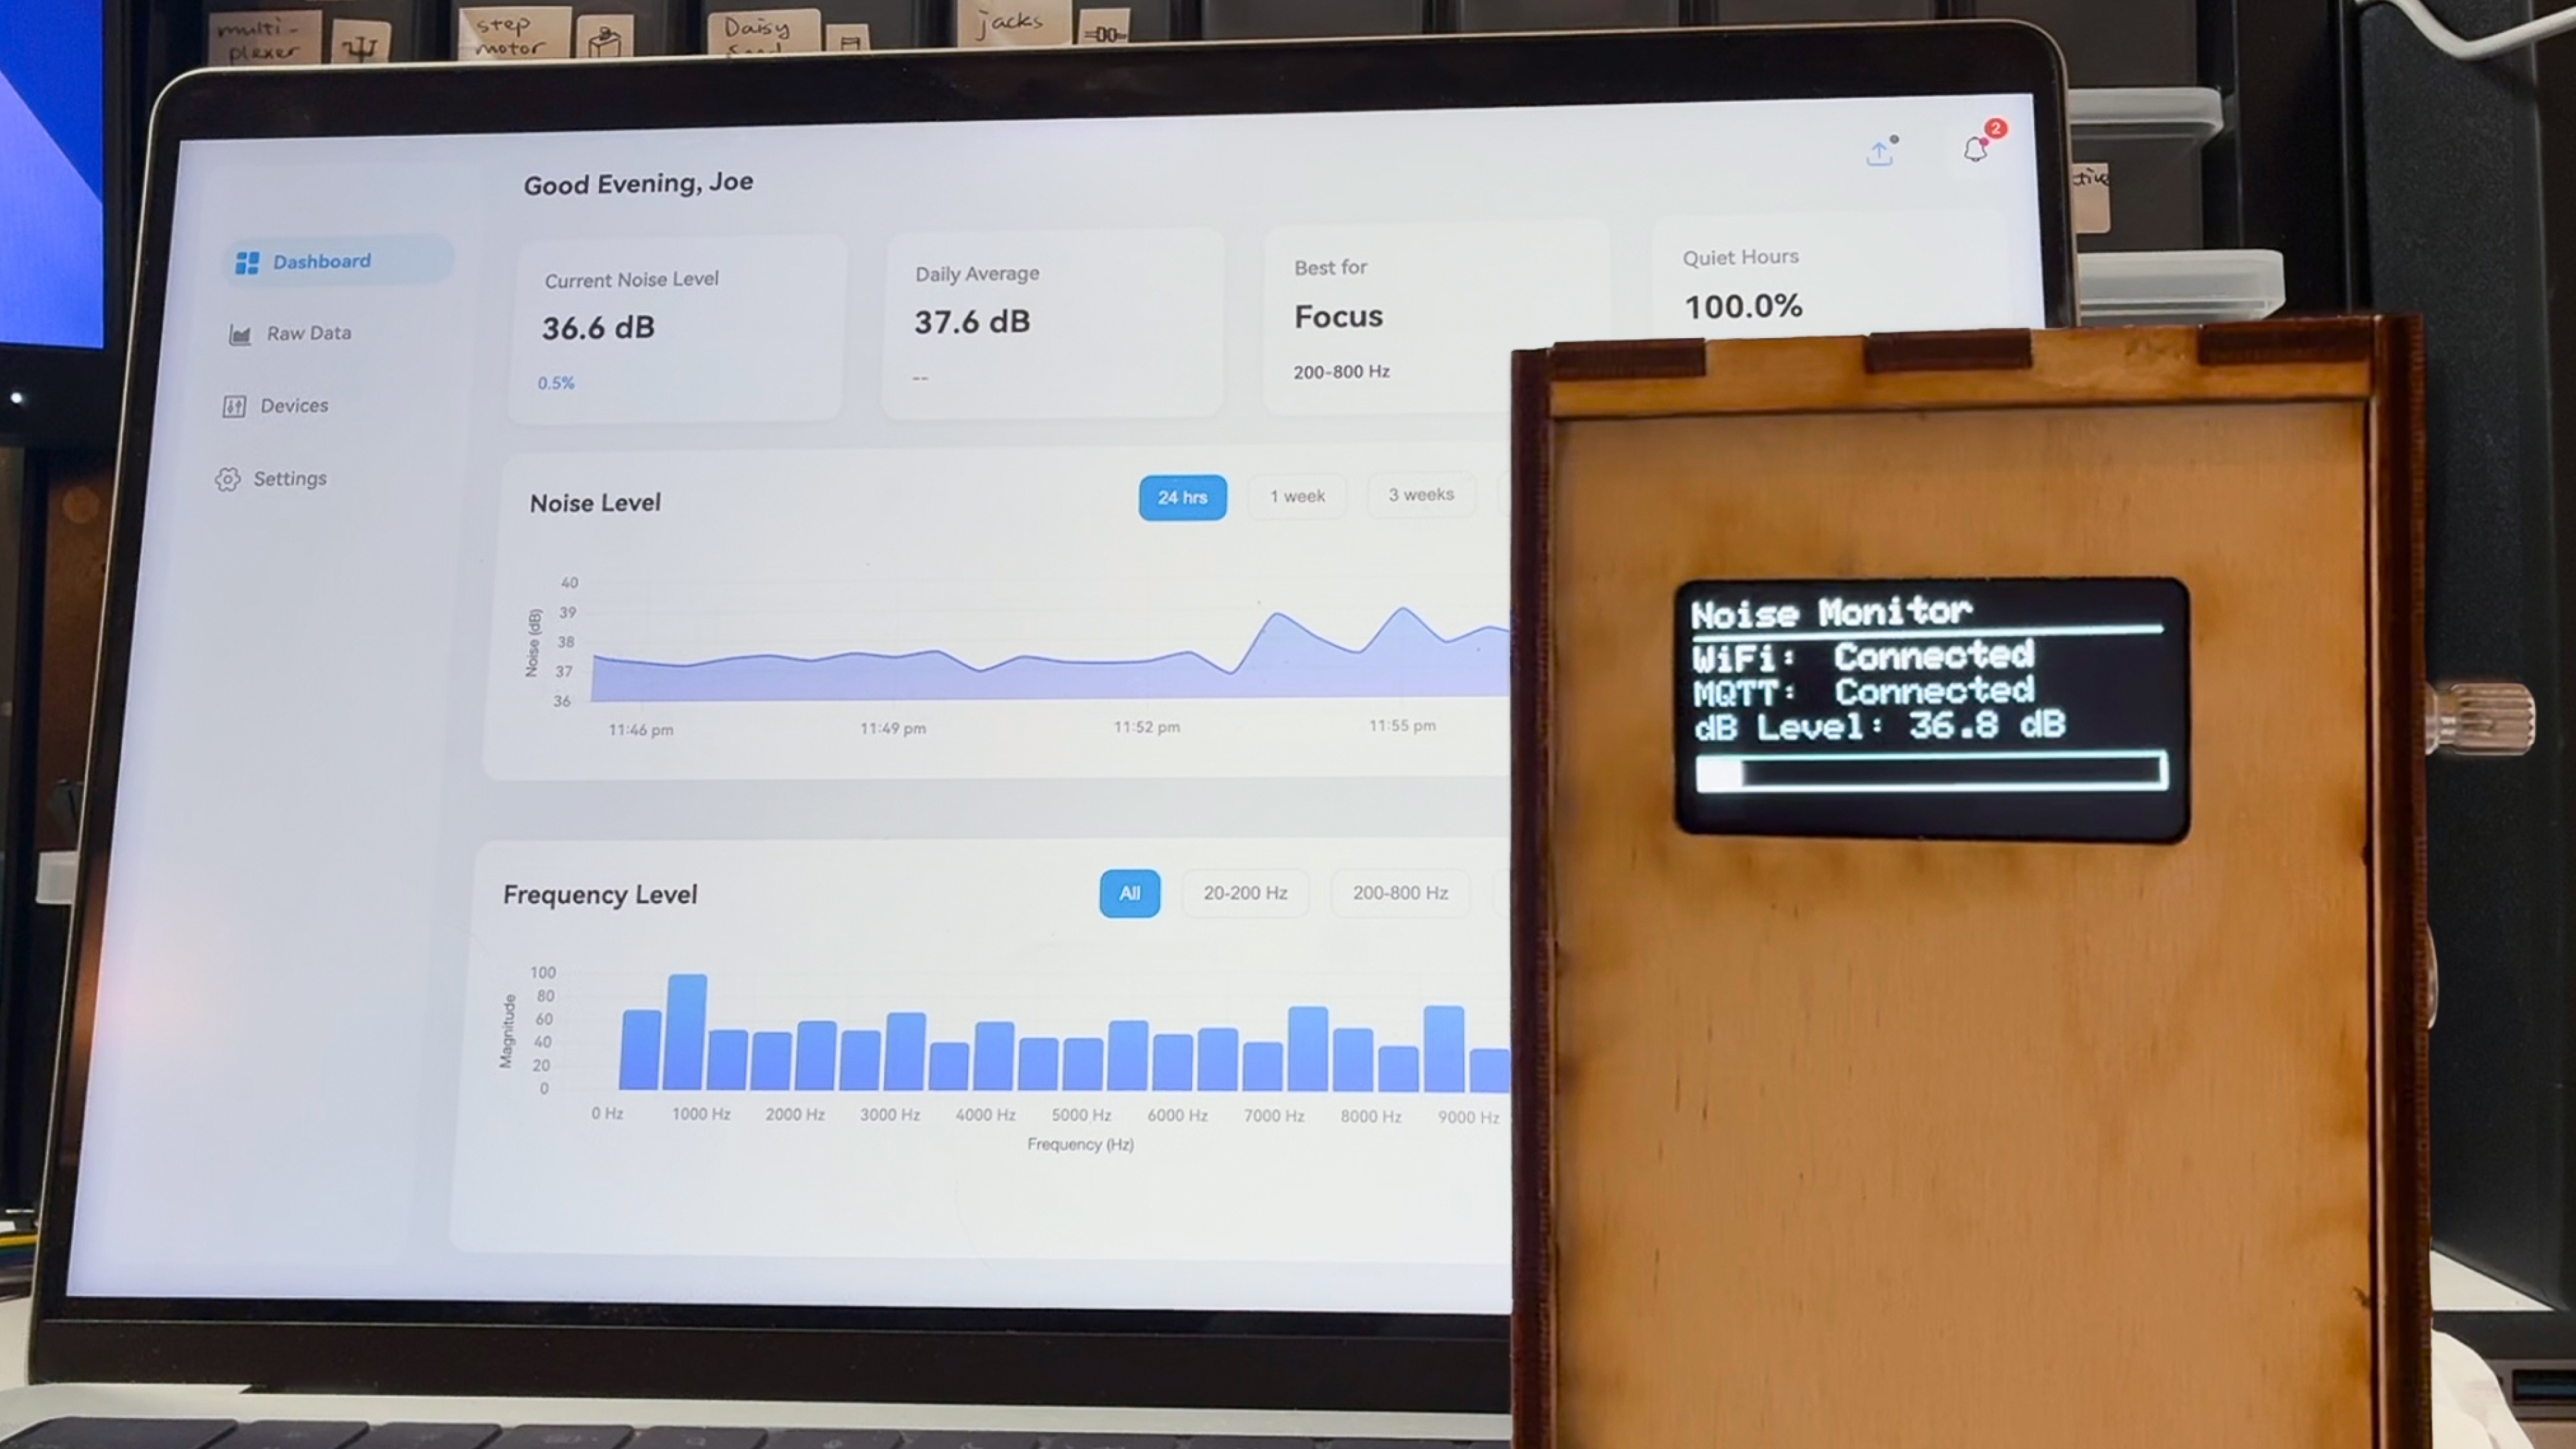 multi-
plexer
step
motor
Daisy
jacks
2
Good Evening, Joe
Dashboard
Raw Data
Devices
Settings
Current Noise Level
36.6 dB
0.5%
Daily Average
37.6 dB
--
Best for
Focus
200-800 Hz
Quiet Hours
100.0%
Noise Level
24 hrs
1 week
3 weeks
Noise (dB)
40
39
38
37
36
11:46 pm
11:49 pm
11:52 pm
11:55 pm
Frequency Level
All
20-200 Hz
200-800 Hz
Magnitude
100
80
60
40
20
0
0 Hz
1000 Hz
2000 Hz
3000 Hz
4000 Hz
5000 Hz
6000 Hz
7000 Hz
8000 Hz
9000 Hz
Frequency (Hz)
Noise Monitor
WiFi: Connected
MQTT: Connected
dB Level: 36.8 dB